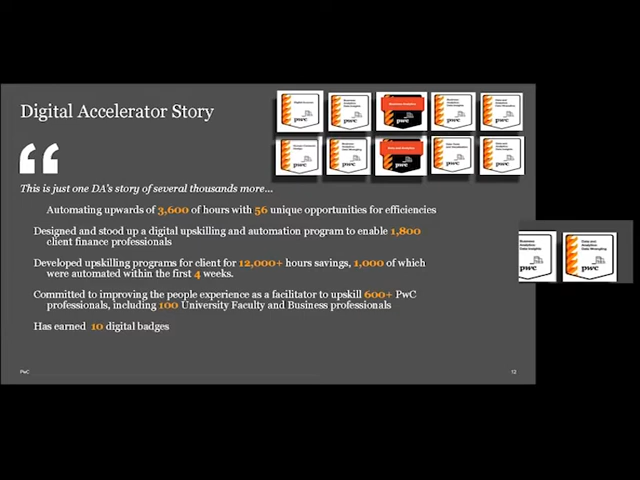 Digital Accelerator Story
This is just one DA's story of several thousands more...
Automating upwards of 3,600 of hours with 56 unique opportunities for efficiencies
Designed and stood up a digital upskilling and automation program to enable 1,800
client finance professionals
Developed upskilling programs for client for 12,000+ hours savings, 1,000 of which
were automated within the first 4 weeks.
Committed to improving the people experience as a facilitator to upskill 600+ PwC
professionals, including 100 University Faculty and Business professionals
Has earned 10 digital badges
PwC
12
pwc
pwc